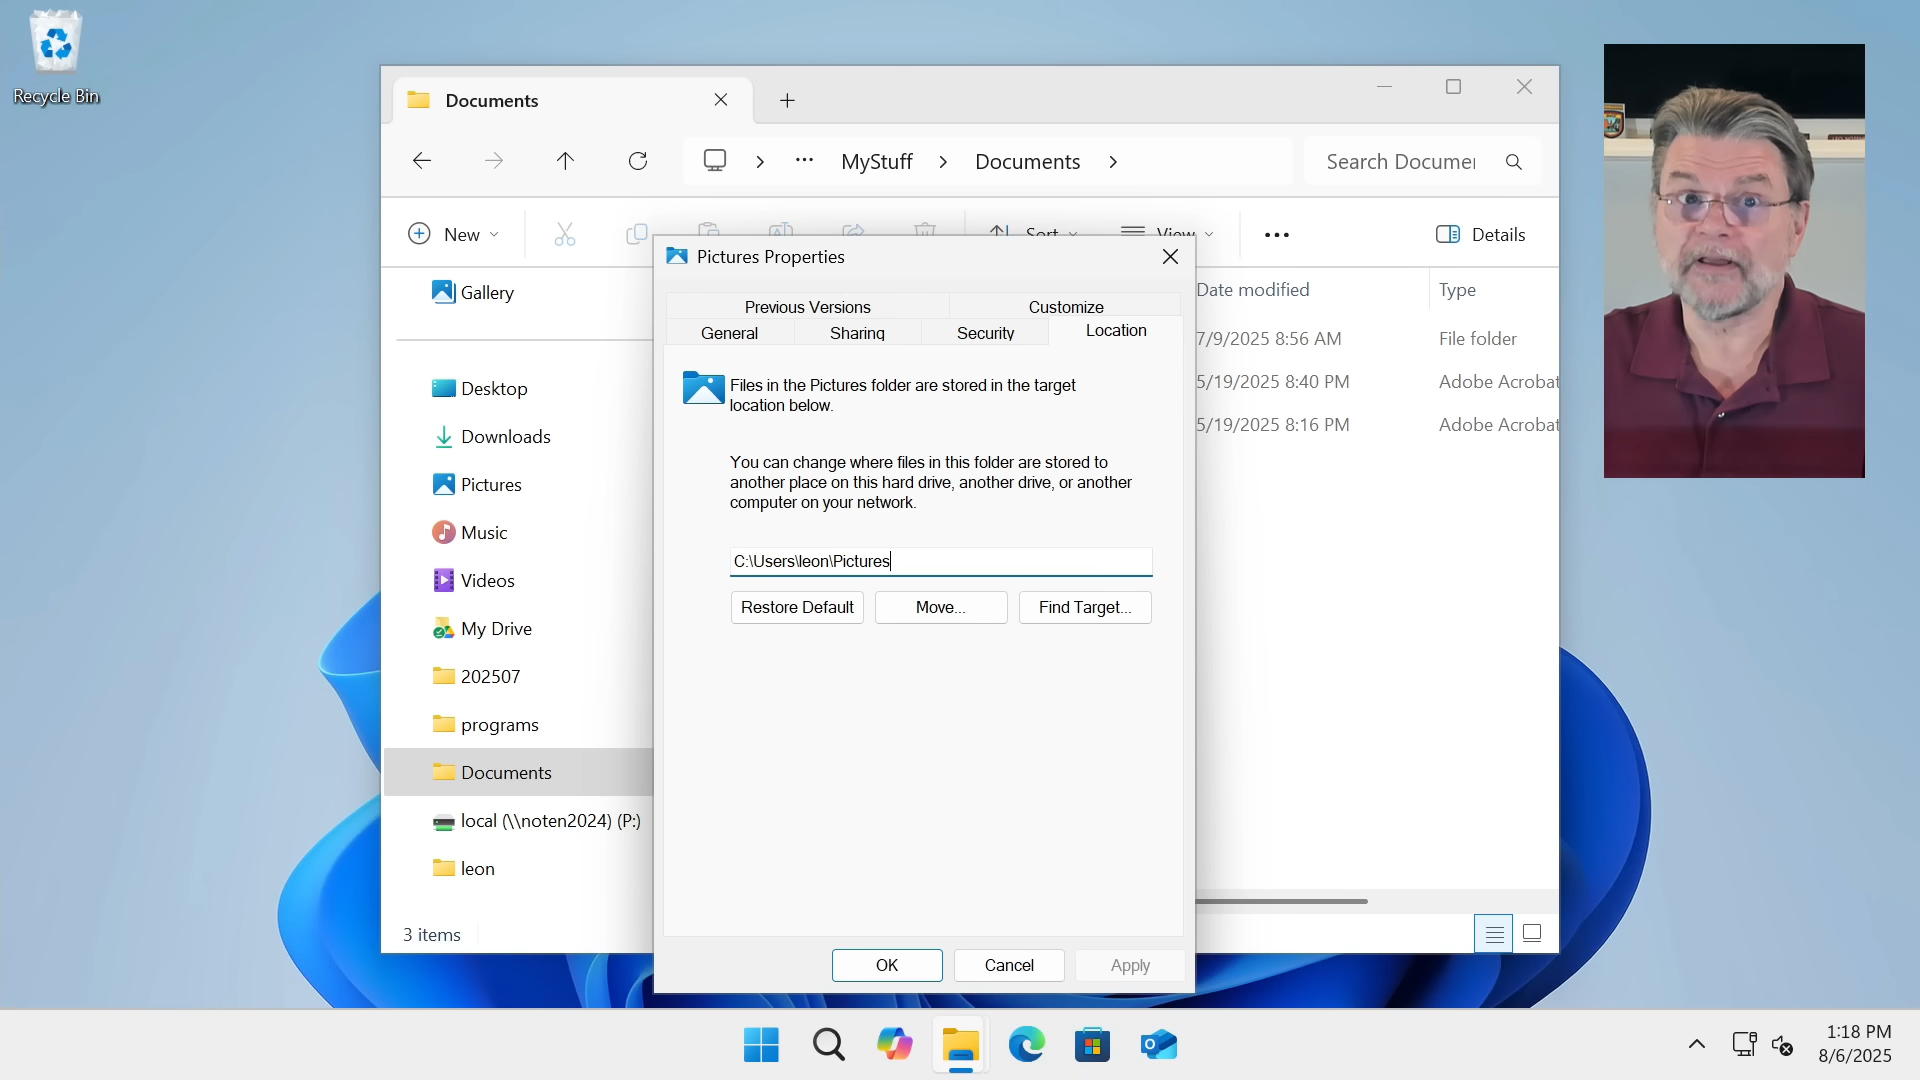 Recycle Bin
Documents
MyStuff
Documents
Search Documen
New
Sort
View
Details
Gallery
Desktop
Downloads
Pictures
Music
Videos
My Drive
202507
programs
Documents
local (\\noten2024) (P:)
leon
3 items
Date modified
Type
7/9/2025 8:56 AM
File folder
5/19/2025 8:40 PM
Adobe Acrobat
5/19/2025 8:16 PM
Adobe Acrobat
Pictures Properties
Previous Versions
Customize
General
Sharing
Security
Location
Files in the Pictures folder are stored in the target
location below.
You can change where files in this folder are stored to
another place on this hard drive, another drive, or another
computer on your network.
C:\Users\leon\Pictures
Restore Default
Move...
Find Target...
OK
Cancel
Apply
1:18 PM
8/6/2025